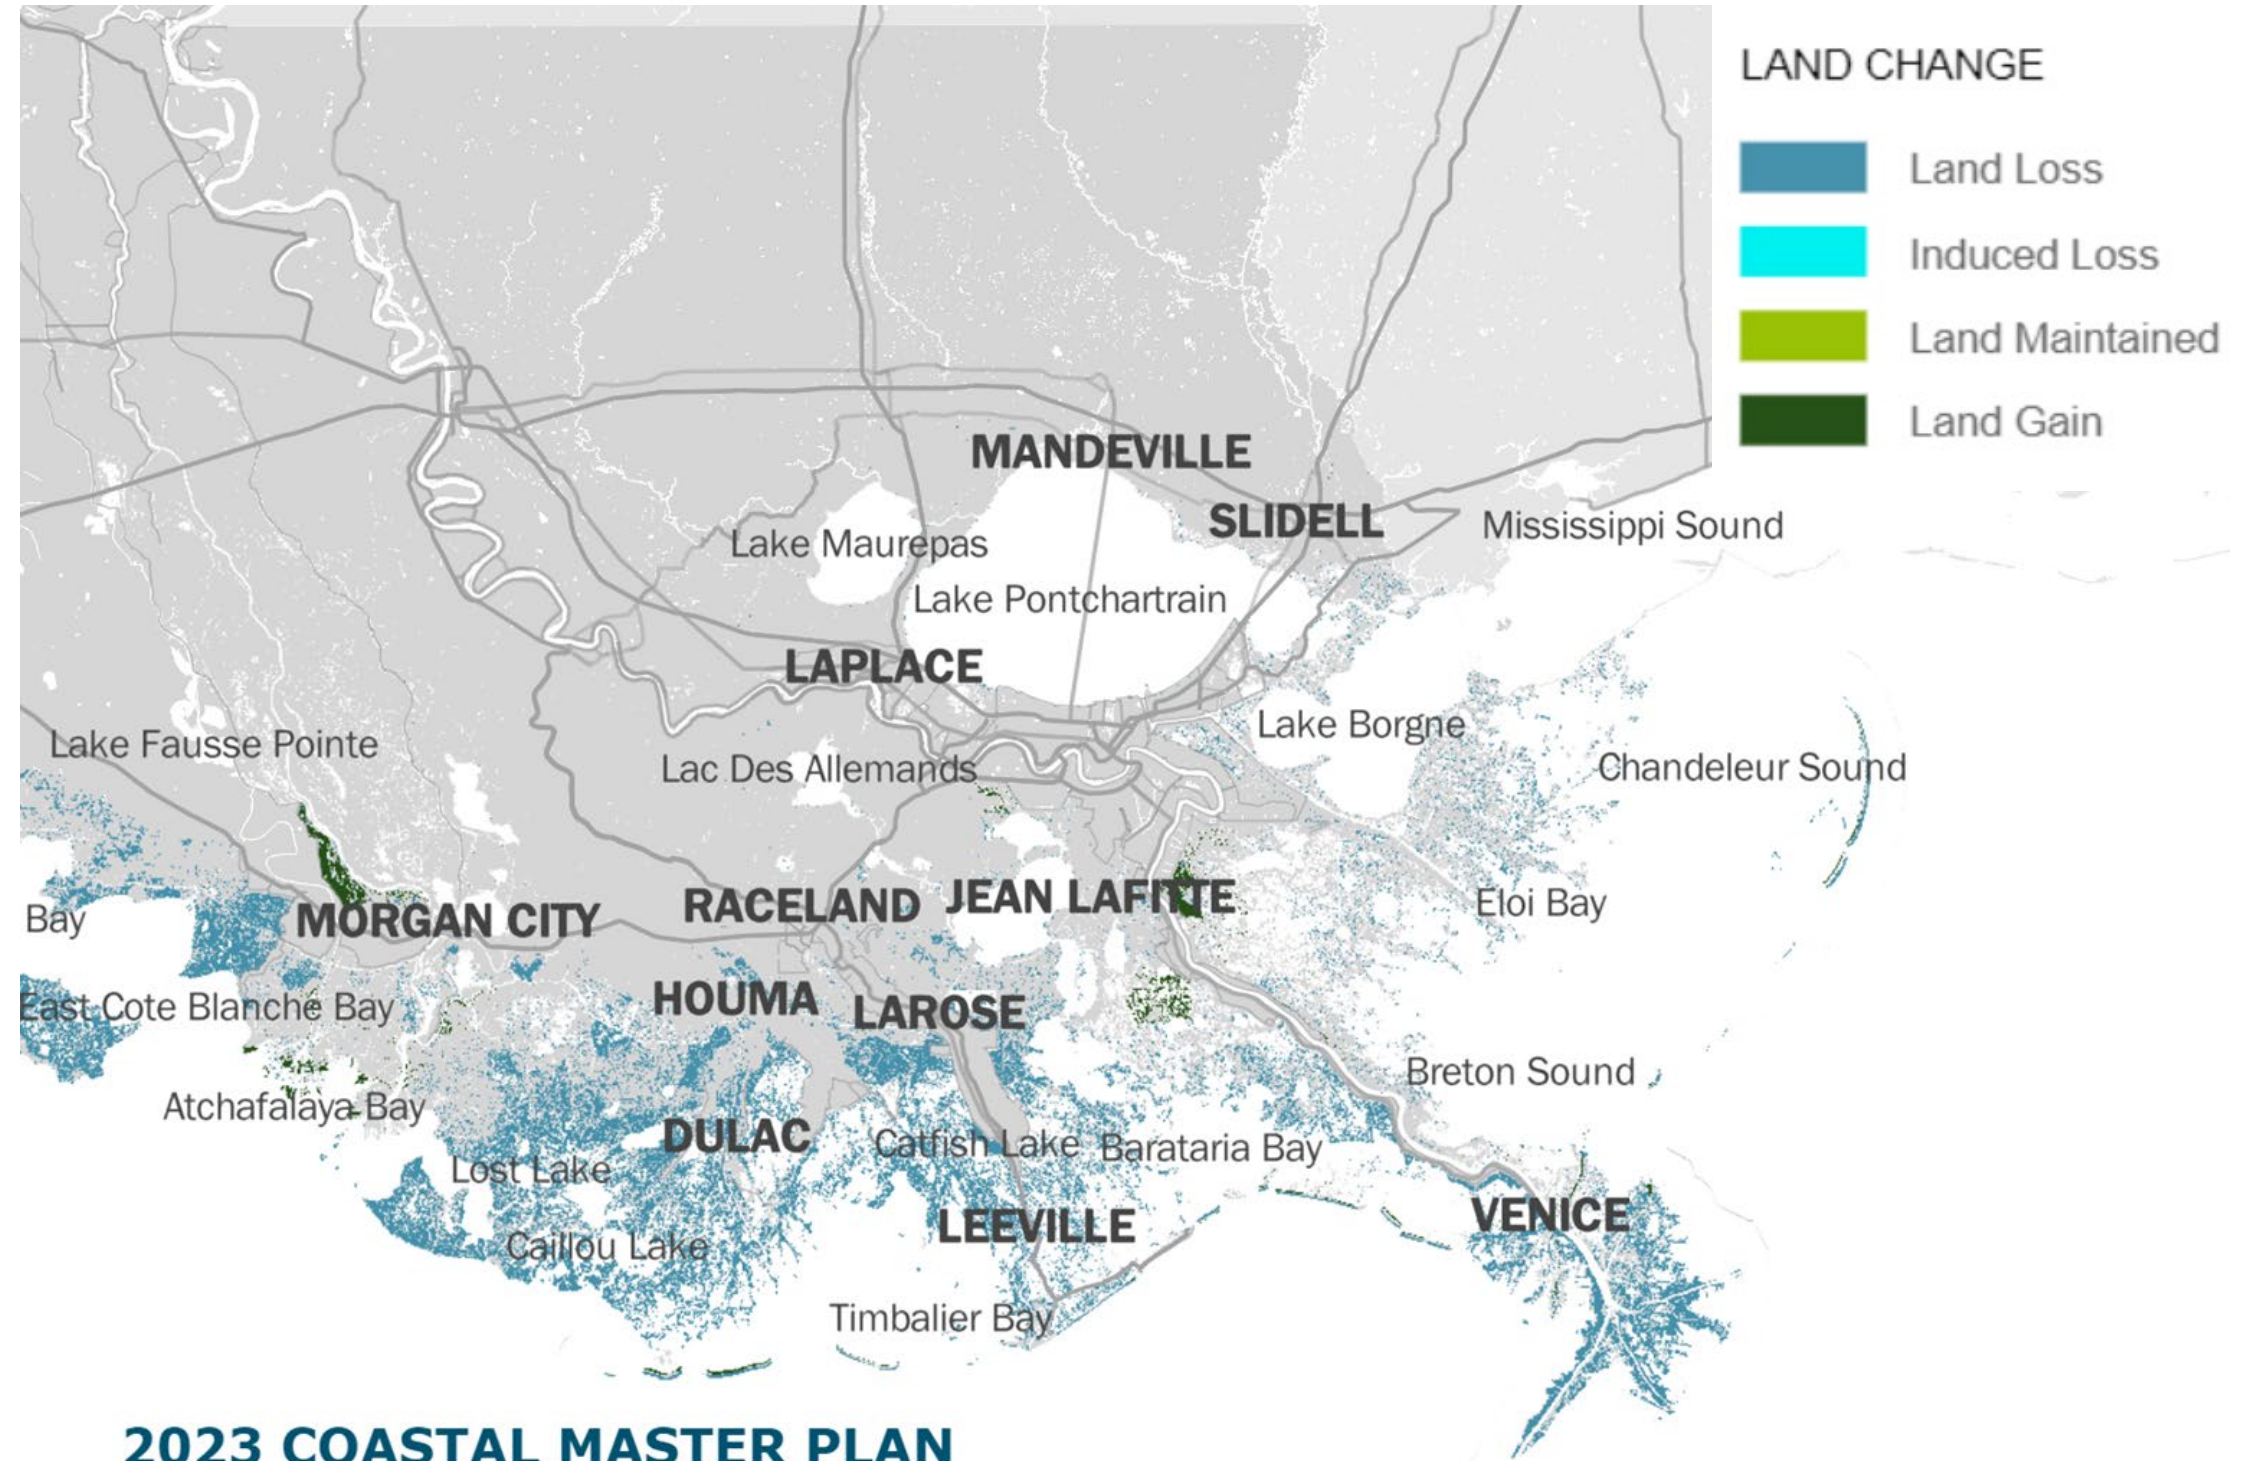 LAND CHANGE
Land Loss
Induced Loss
Land Maintained
Land Gain
MANDEVILLE
SLIDELL
Mississippi Sound
Lake Maurepas
Lake Pontchartrain
LAPLACE
Lake Borgne
Lake Fausse Pointe
Lac Des Allemands
Chandeleur Sound
Bay
MORGAN CITY
RACELAND
JEAN LAFITTE
Eloi Bay
East Cote Blanche Bay
HOUMA
LAROSE
Breton Sound
Atchafalaya Bay
DULAC
Catfish Lake
Barataria Bay
Lost Lake
LEEVILLE
VENICE
Caillou Lake
Timbalier Bay
2023 COASTAL MASTER PLAN